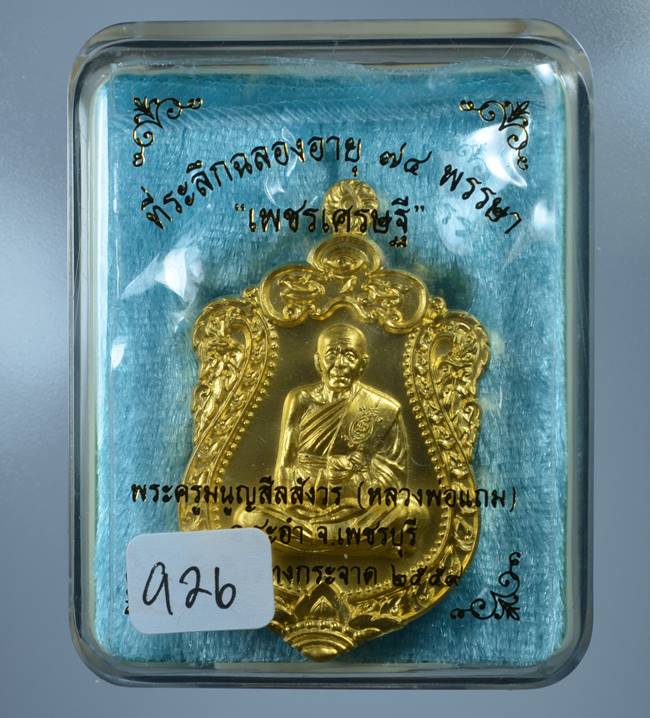 ที่ระลึกฉลองอายุ ๗๔ พรรษา
"เพชรเศรษฐี"
พระครูมนูญสีลสังวร (หลวงพ่อแถม)
จ.เพชรบุรี
๒๕๕๙
926